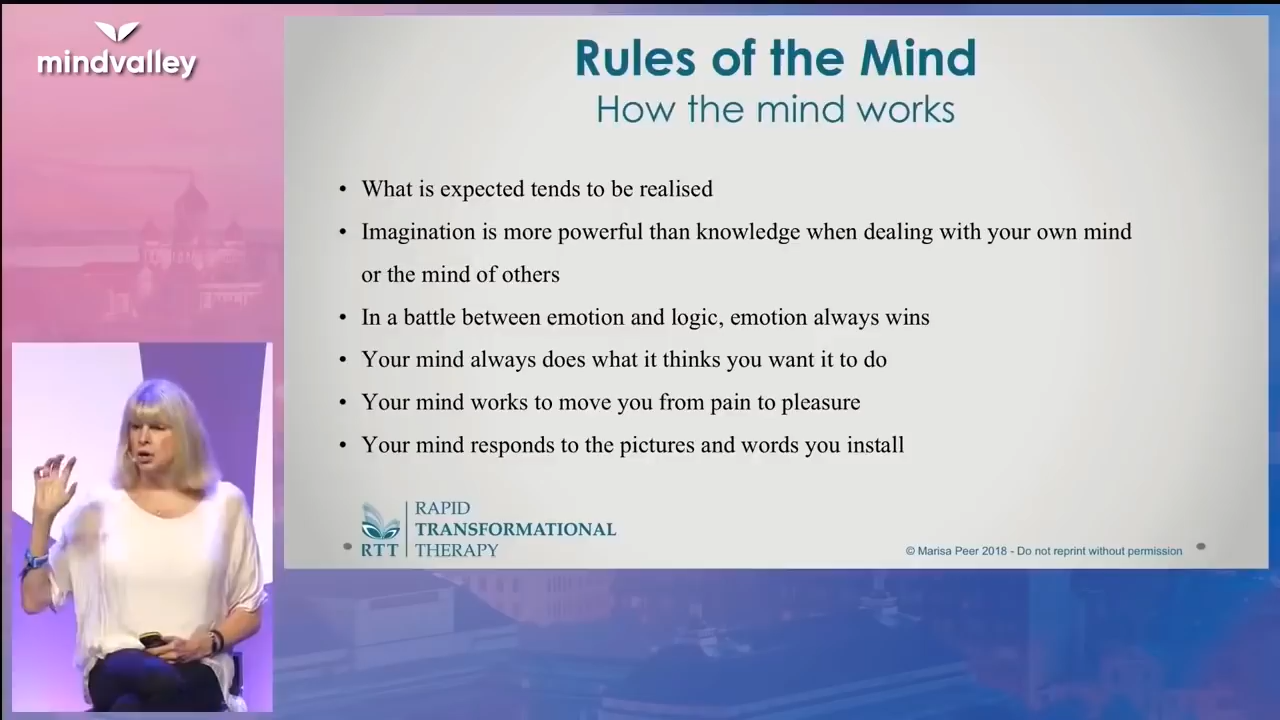 mindvalley
Rules of the Mind
How the mind works
• What is expected tends to be realised
• Imagination is more powerful than knowledge when dealing with your own mind
or the mind of others
• In a battle between emotion and logic, emotion always wins
• Your mind always does what it thinks you want it to do
• Your mind works to move you from pain to pleasure
• Your mind responds to the pictures and words you install
RAPID
TRANSFORMATIONAL
RTT THERAPY
© Marisa Peer 2018 - Do not reprint without permission